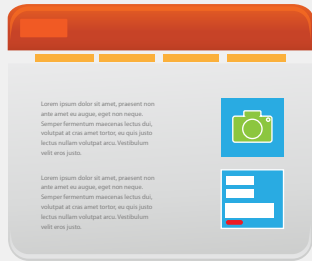 Lorem ipsum dolor sit amet, praesent non
ante amet eu augue, eget non neque.
Semper fermentum maecenas lectus dui,
volutpat at cras amet tortor, eu quis justo
lectus nullam volutpat arcu. Vestibulum
velit eros justo.
Lorem ipsum dolor sit amet, praesent non
ante amet eu augue, eget non neque.
Semper fermentum maecenas lectus dui,
volutpat at cras amet tortor, eu quis justo
lectus nullam volutpat arcu. Vestibulum
velit eros justo.